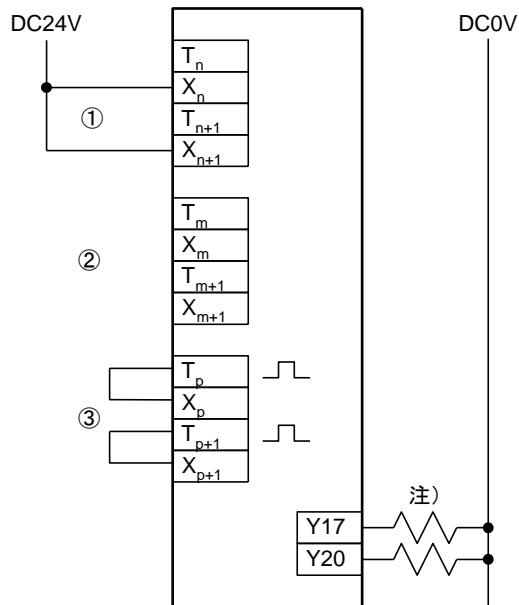 DC24V
DC0V
Tn
Xn
①
Tn+1
Xn+1
Tm
Xm
②
Tm+1
Xm+1
Tp
Xp
③
Tp+1
Xp+1
注）
Y17
Y20